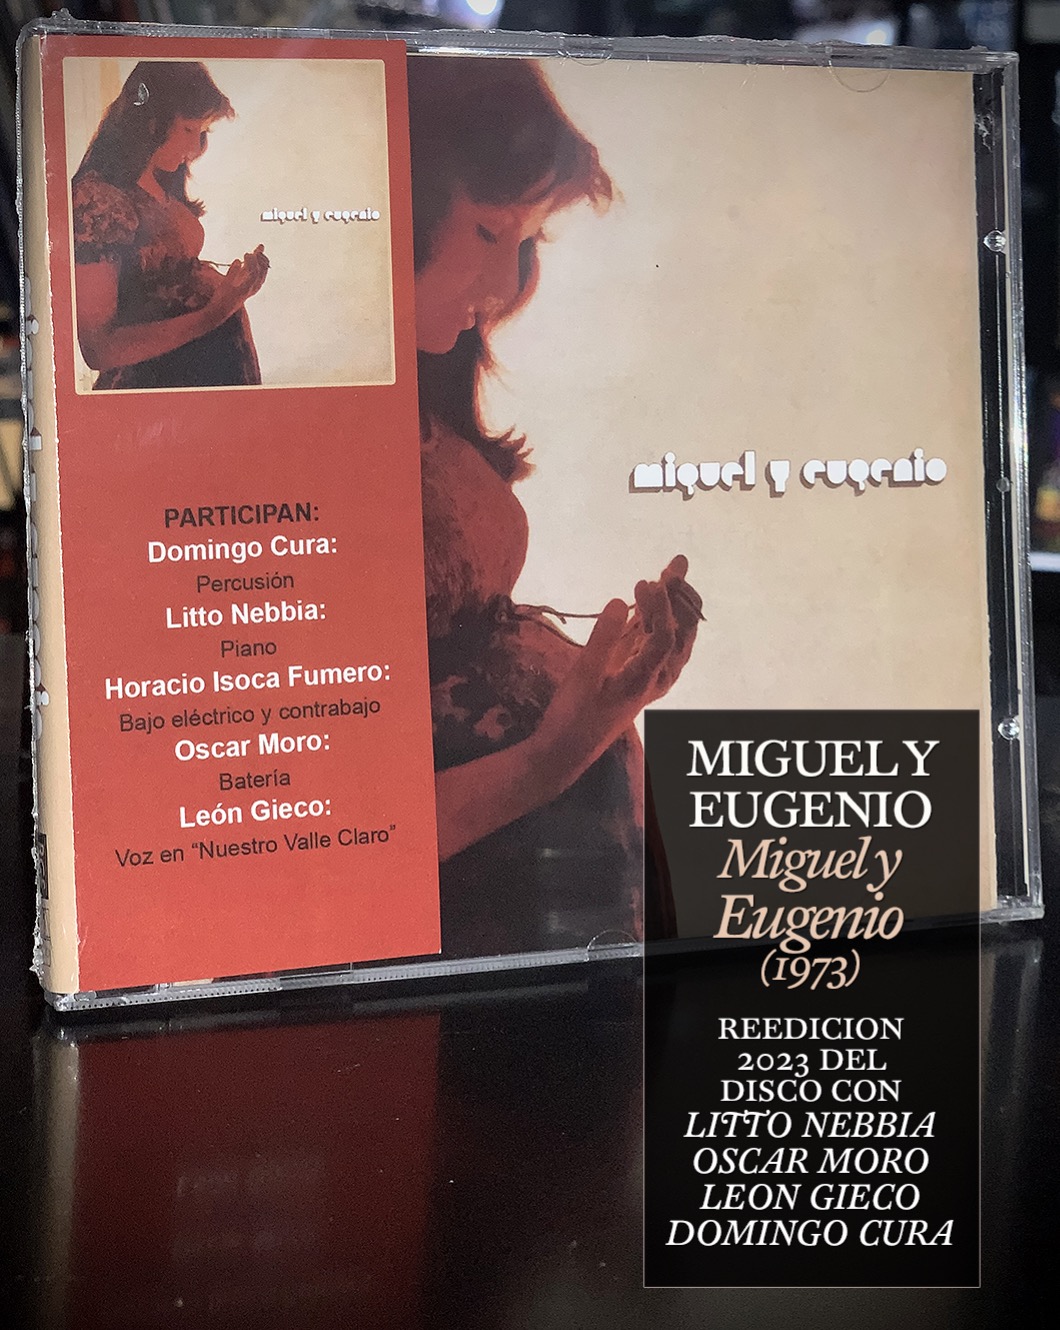 miguel y eugenio
PARTICIPAN:
Domingo Cura:
Percusión
Litto Nebbia:
Piano
Horacio Isoca Fumero:
Bajo eléctrico y contrabajo
Oscar Moro:
Batería
León Gieco:
Voz en “Nuestro Valle Claro”
miguel y eugenio
MIGUEL Y
EUGENIO
Miguel y
Eugenio
(1973)
REEDICION
2023 DEL
DISCO CON
LITTO NEBBIA
OSCAR MORO
LEON GIECO
DOMINGO CURA